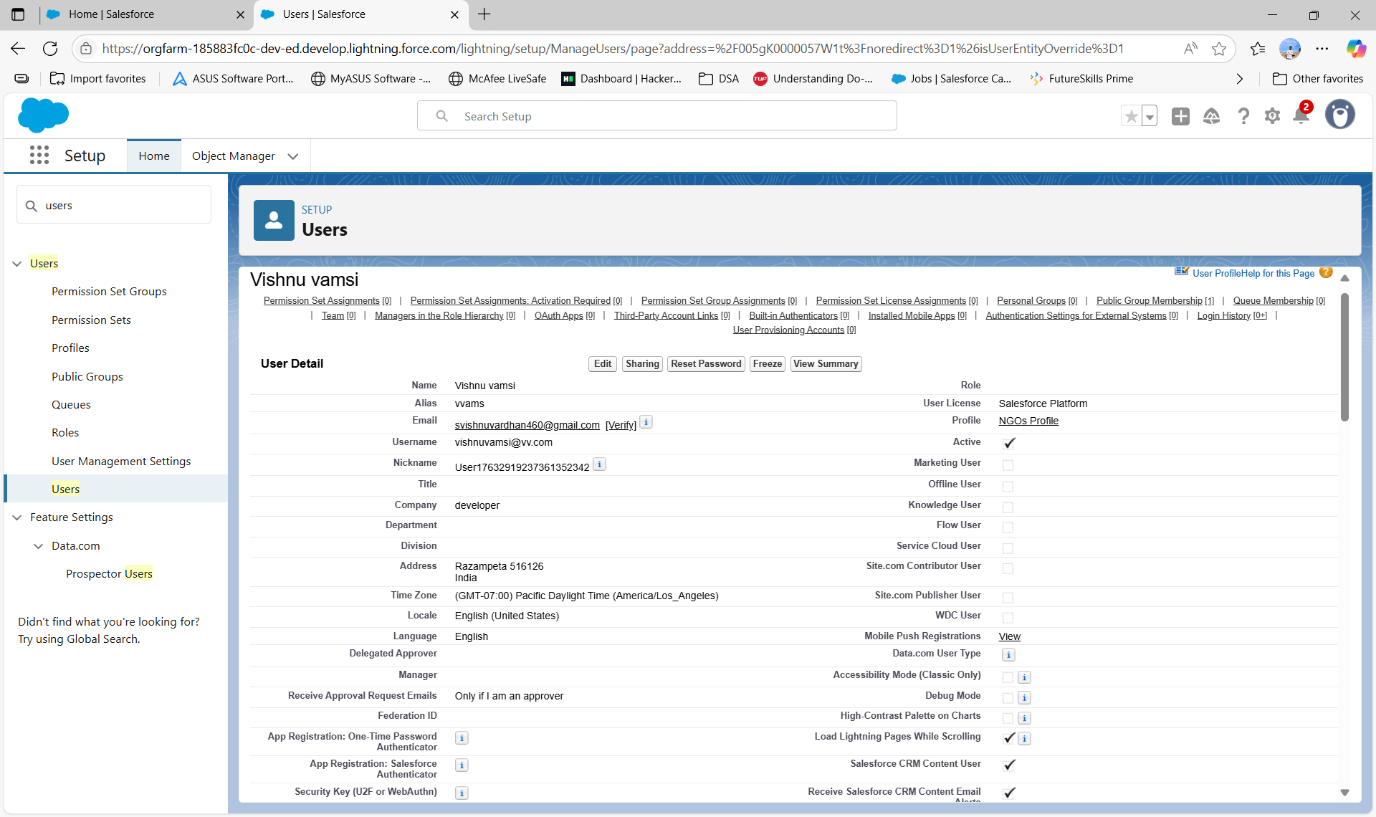 Home | Salesforce
Users | Salesforce
https://orgfarm-185883fc0c-dev-ed.develop.lightning.force.com/lightning/setup/ManageUsers/page?address=%2F005gK0000057W1t%3Fnoredirect%3D1%26isUserEntityOverride%3D1
Import favorites
ASUS Software Port...
MyASUS Software -...
McAfee LiveSafe
Dashboard | Hacker...
DSA
Understanding Do-...
Jobs | Salesforce Ca...
FutureSkills Prime
Other favorites
Search Setup
2
Setup
Home
Object Manager
users
Users
Permission Set Groups
Permission Sets
Profiles
Public Groups
Queues
Roles
User Management Settings
Users
Feature Settings
Data.com
Prospector Users
Didn't find what you're looking for?
Try using Global Search.
SETUP
Users
Vishnu vamsi
User Profile Help for this Page
Permission Set Assignments [0] | Permission Set Assignments: Activation Required [0] | Permission Set Group Assignments [0] | Permission Set License Assignments [0] | Personal Groups [0] | Public Group Membership [1] | Queue Membership [0]
| Team [0] | Managers in the Role Hierarchy [0] | OAuth Apps [0] | Third-Party Account Links [0] | Built-in Authenticators [0] | Installed Mobile Apps [0] | Authentication Settings for External Systems [0] | Login History [0+] |
User Provisioning Accounts [0]
User Detail
Edit Sharing Reset Password Freeze View Summary
Name Vishnu vamsi Role
Alias vvams User License Salesforce Platform
Email svishnuvardhan460@gmail.com [Verify] Profile NGOs Profile
Username vishnuvamsi@vv.com Active
Nickname User17632919237361352342 Marketing User
Title Offline User
Company developer Knowledge User
Department Flow User
Division Service Cloud User
Address Razampeta 516126 Site.com Contributor User
India
Time Zone (GMT-07:00) Pacific Daylight Time (America/Los_Angeles) Site.com Publisher User
Locale English (United States) WDC User
Language English Mobile Push Registrations View
Delegated Approver Data.com User Type
Manager Accessibility Mode (Classic Only)
Receive Approval Request Emails Only if I am an approver Debug Mode
Federation ID High-Contrast Palette on Charts
App Registration: One-Time Password Load Lightning Pages While Scrolling
Authenticator
App Registration: Salesforce Salesforce CRM Content User
Authenticator
Security Key (U2F or WebAuthn) Receive Salesforce CRM Content Email
Alerts